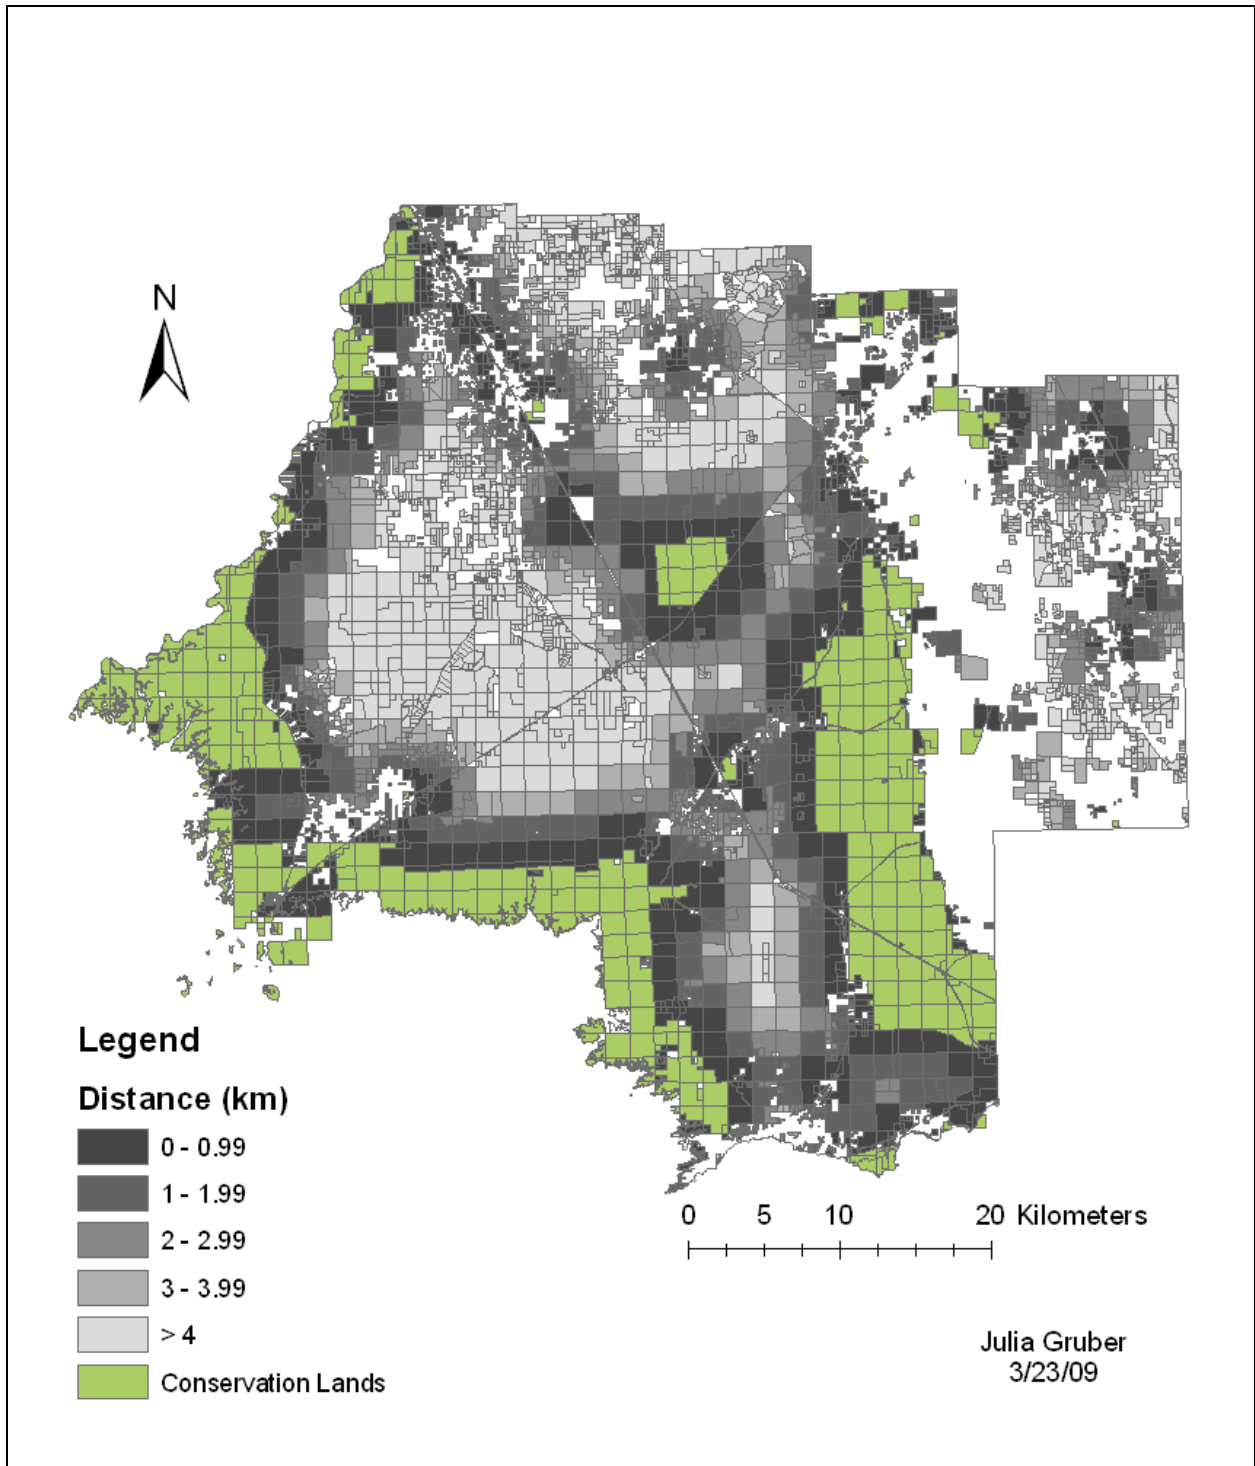 N
Legend
Distance (km)
0 - 0.99
1 - 1.99
2 - 2.99
3 - 3.99
> 4
Conservation Lands
0 5 10 20 Kilometers
Julia Gruber
3/23/09